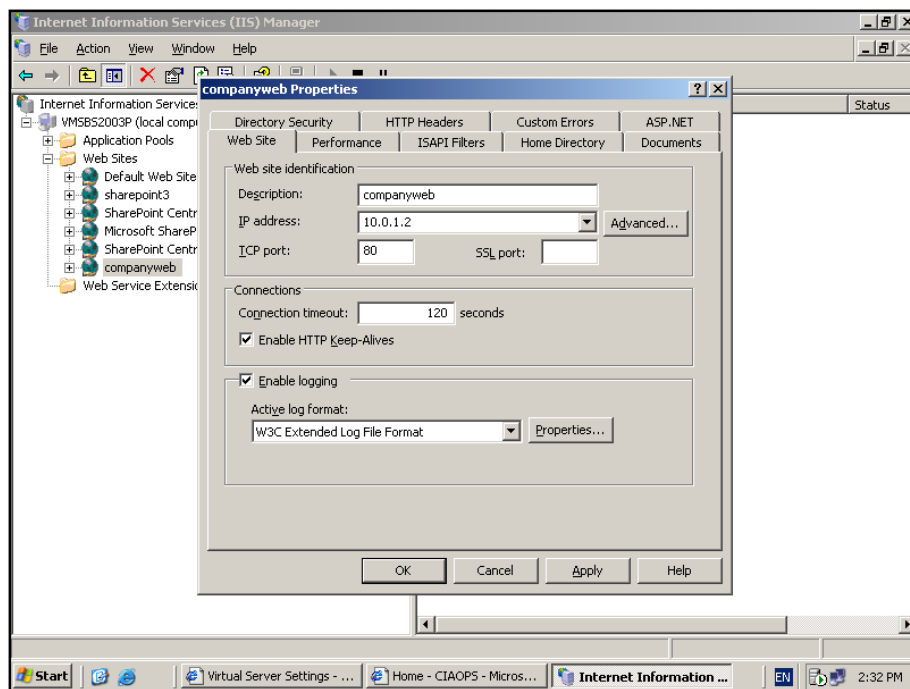 Internet Information Services (IIS) Manager
File Action View Window Help
Internet Information Service
VMSBS2003P (local comp
Application Pools
Web Sites
Default Web Site
sharepoint3
SharePoint Centr
Microsoft ShareP
SharePoint Centr
companyweb
Web Service Extensio
Status
companyweb Properties
Directory Security HTTP Headers Custom Errors ASP.NET
Web Site Performance ISAPI Filters Home Directory Documents
Web site identification
Description: companyweb
IP address: 10.0.1.2 Advanced...
TCP port: 80 SSL port:
Connections
Connection timeout: 120 seconds
Enable HTTP Keep-Alives
Enable logging
Active log format:
W3C Extended Log File Format Properties...
OK Cancel Apply Help
Start Virtual Server Settings - ... Home - CIAOPS - Micros... Internet Information ... EN 2:32 PM